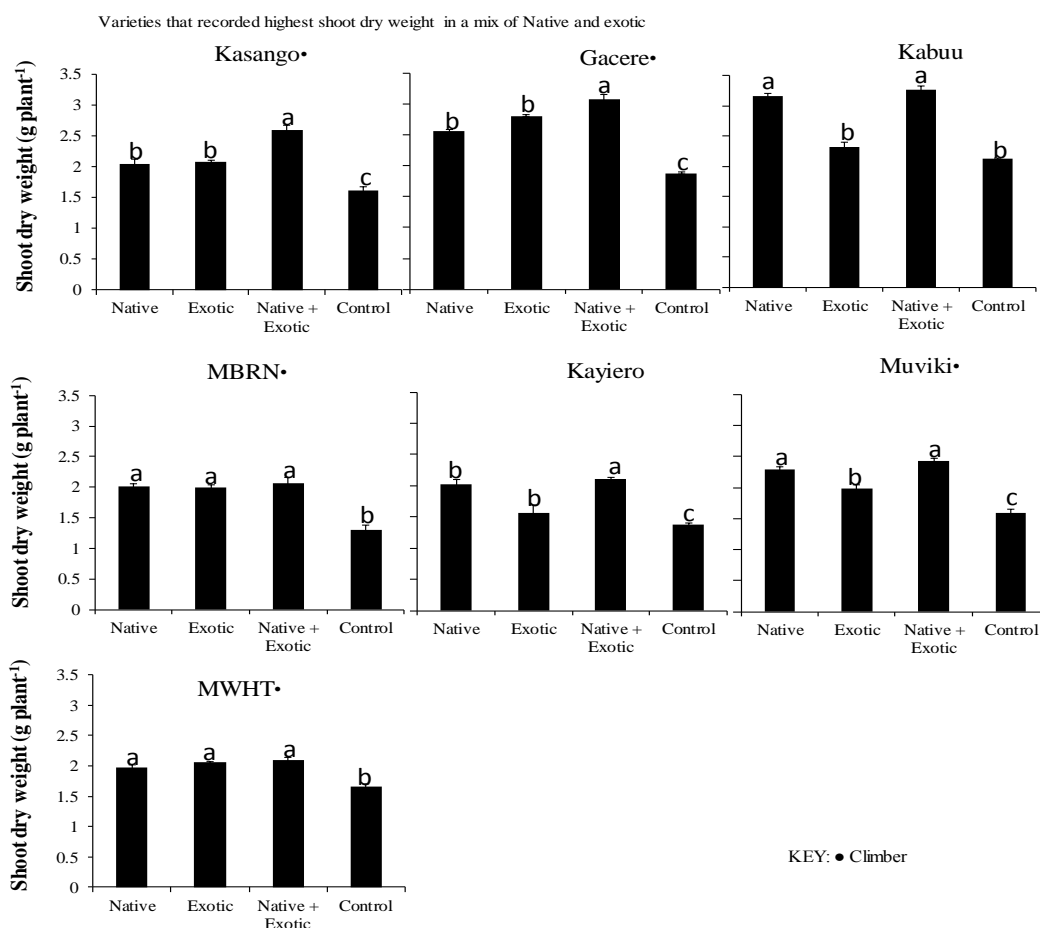 Varieties that recorded highest shoot dry weight in a mix of Native and exotic
Kasango•
Shoot dry weight (g plant-1)
3.5
3
2.5
2
1.5
1
0.5
0
b
b
a
c
Native
Exotic
Native +
Exotic
Control
Gacere•
b
b
a
c
Native
Exotic
Native +
Exotic
Control
Kabuu
a
b
a
b
Native
Exotic
Native +
Exotic
Control
MBRN•
Shoot dry weight (g plant-1)
3.5
3
2.5
2
1.5
1
0.5
0
a
a
a
b
Native
Exotic
Native +
Exotic
Control
Kayiero
b
b
a
c
Native
Exotic
Native +
Exotic
Control
Muviki•
a
b
a
c
Native
Exotic
Native +
Exotic
Control
MWHT•
Shoot dry weight (g plant-1)
3.5
3
2.5
2
1.5
1
0.5
0
a
a
a
b
Native
Exotic
Native +
Exotic
Control
KEY: ● Climber